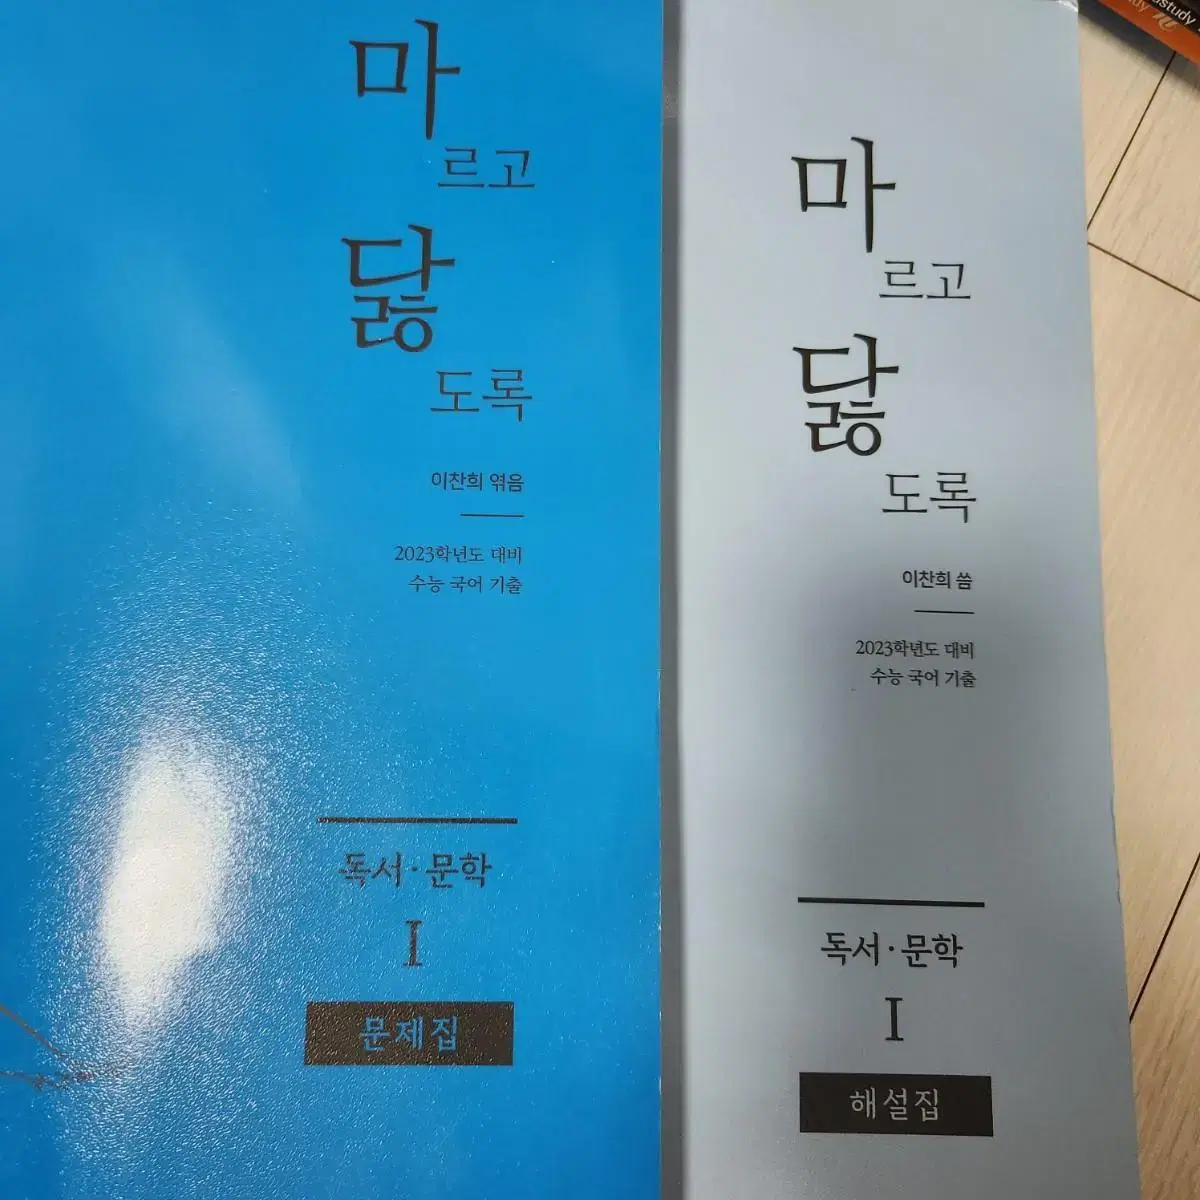 마르고
닳도록
이찬희 엮음
2023학년도 대비
수능 국어 기출
독서·문학
I
문제집
마르고
닳도록
이찬희 씀
2023학년도 대비
수능 국어 기출
독서·문학
I
해설집